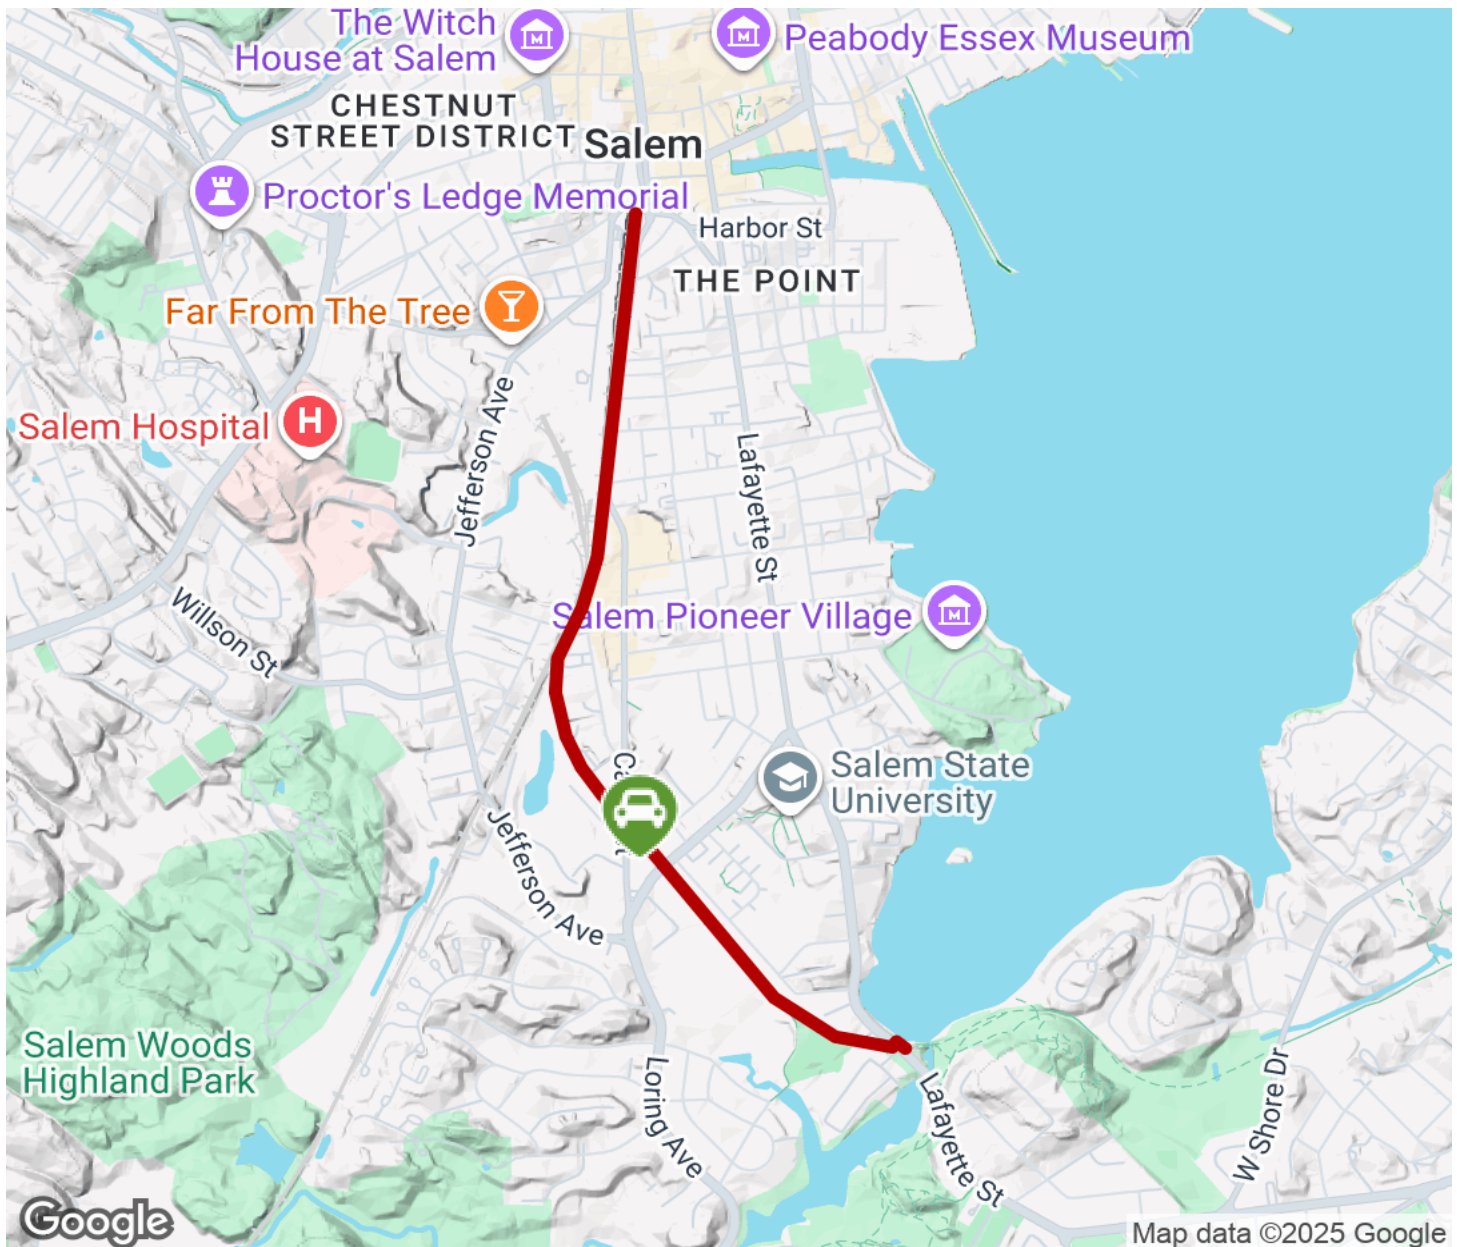 The Witch
House at Salem
Peabody Essex Museum
CHESTNUT
STREET DISTRICT
Salem
Proctor's Ledge Memorial
Harbor St
THE POINT
Far From The Tree
Jefferson Ave
Salem Hospital
H
Lafayette St
Willson St
Salem Pioneer Village
Salem State
University
Jefferson Ave
Salem Woods
Highland Park
Loring Ave
Lafayette St
W Shore Dr
Google
Map data ©2025 Google